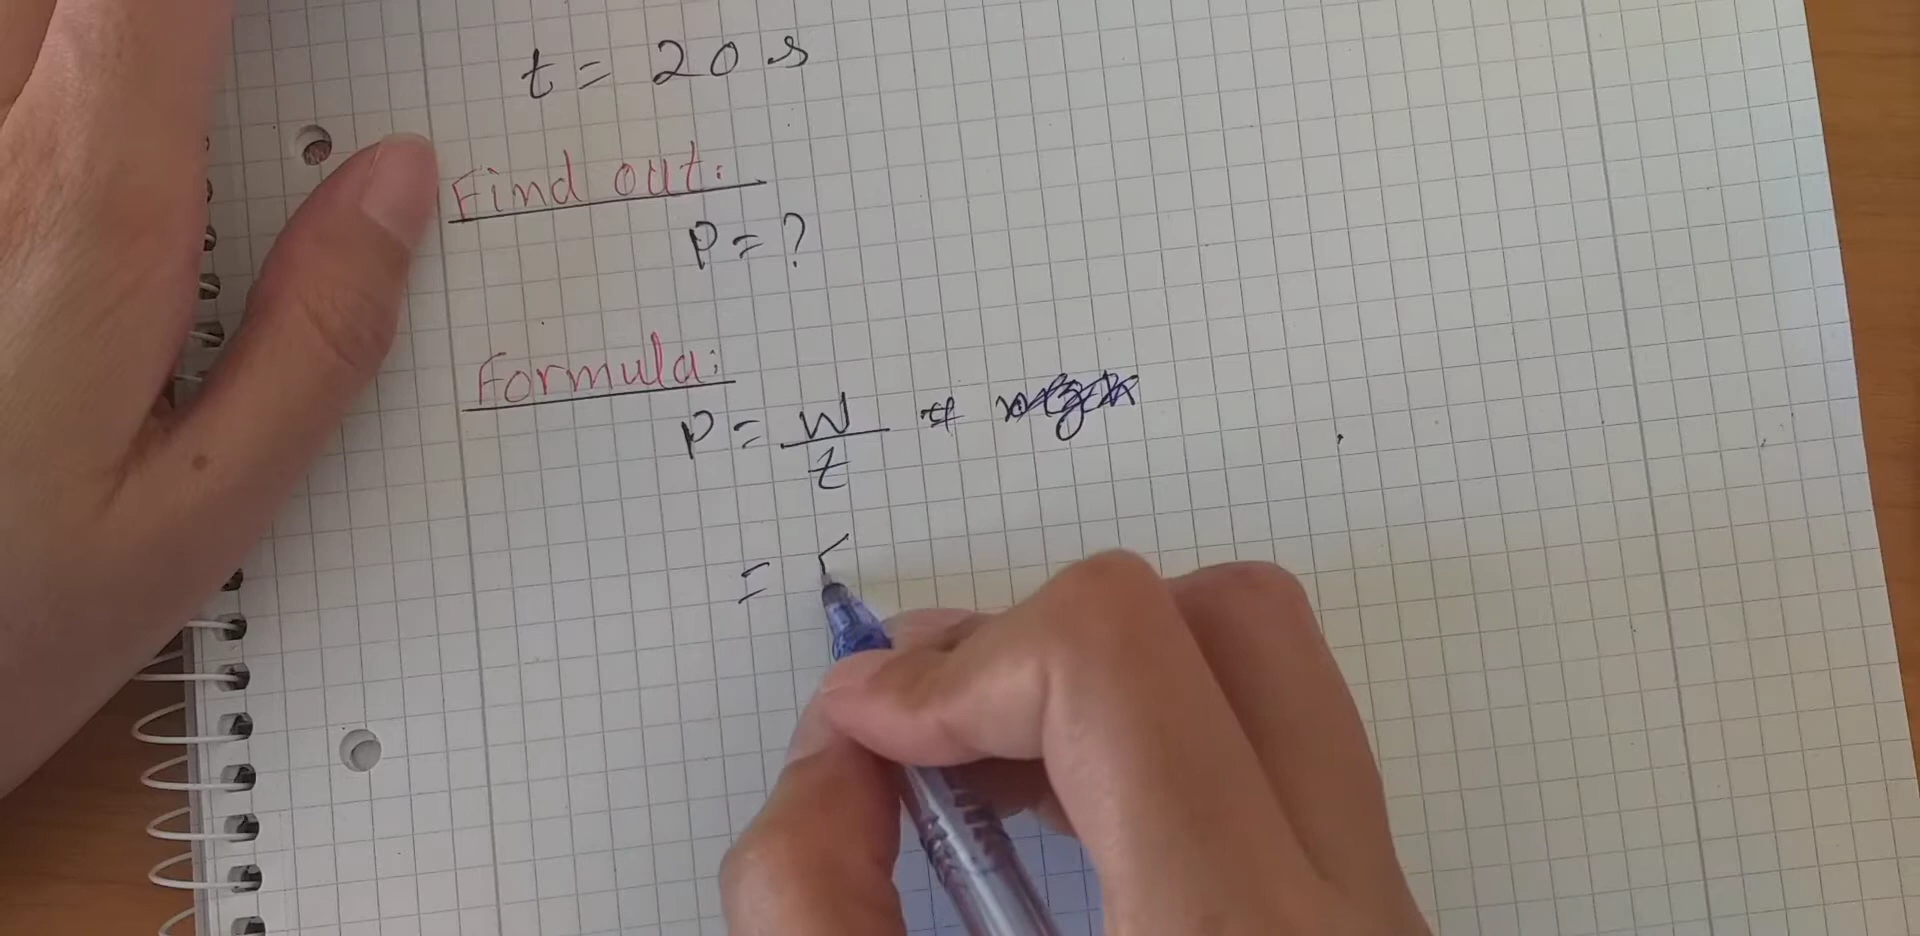 t = 20 s
Find out:
P = ?
Formula:
P = W
t
=